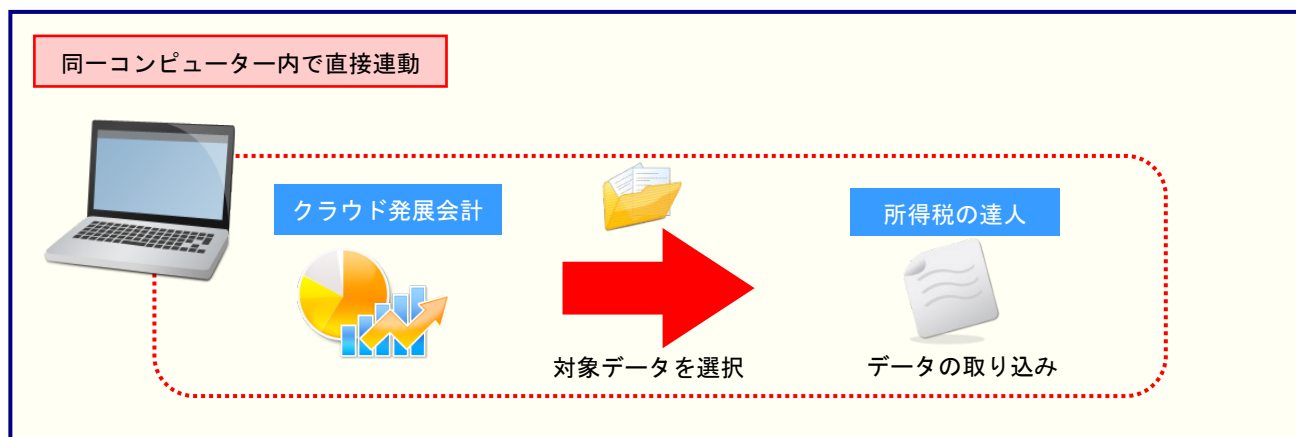 同一コンピューター内で直接連動
クラウド発展会計
所得税の達人
対象データを選択
データの取り込み